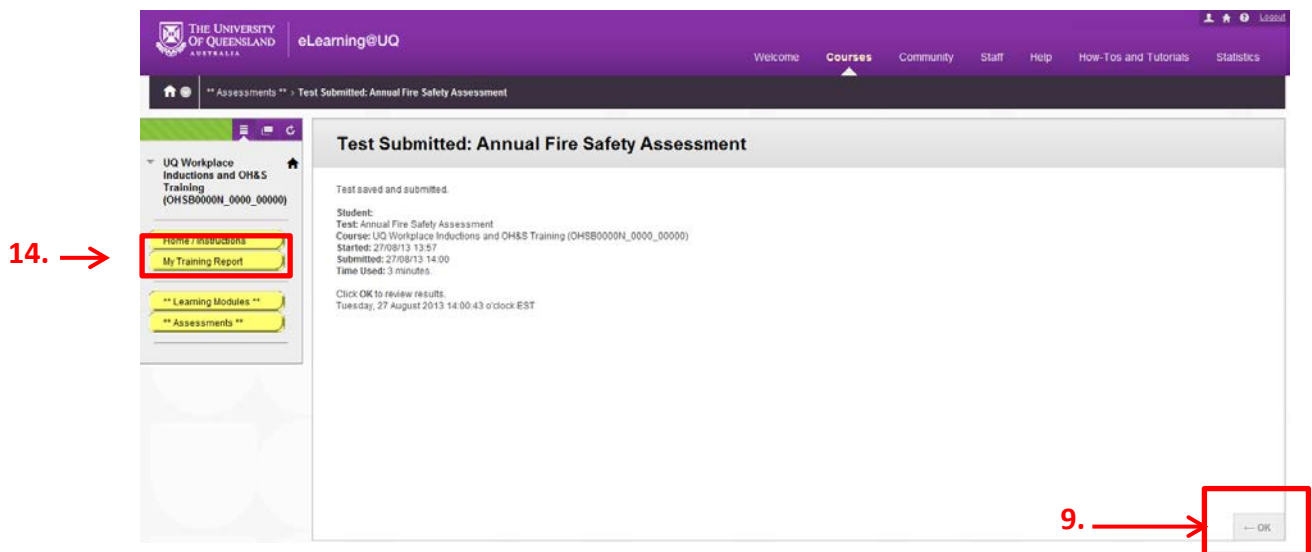 THE UNIVERSITY
OF QUEENSLAND
AUSTRALIA
eLearning@UQ
Logout
Welcome Courses Community Staff Help How-Tos and Tutorials Statistics
** Assessments ** > Test Submitted: Annual Fire Safety Assessment
UQ Workplace
Inductions and OH&S
Training
(OHSB0000N_0000_00000)
Home / Instructions
14.
My Training Report
** Learning Modules **
** Assessments **
Test Submitted: Annual Fire Safety Assessment
Test saved and submitted.
Student:
Test: Annual Fire Safety Assessment
Course: UQ Workplace Inductions and OH&S Training (OHSB0000N_0000_00000)
Started: 27/08/13 13:57
Submitted: 27/08/13 14:00
Time Used: 3 minutes.
Click OK to review results.
Tuesday, 27 August 2013 14:00:43 o'clock EST
9.
← OK